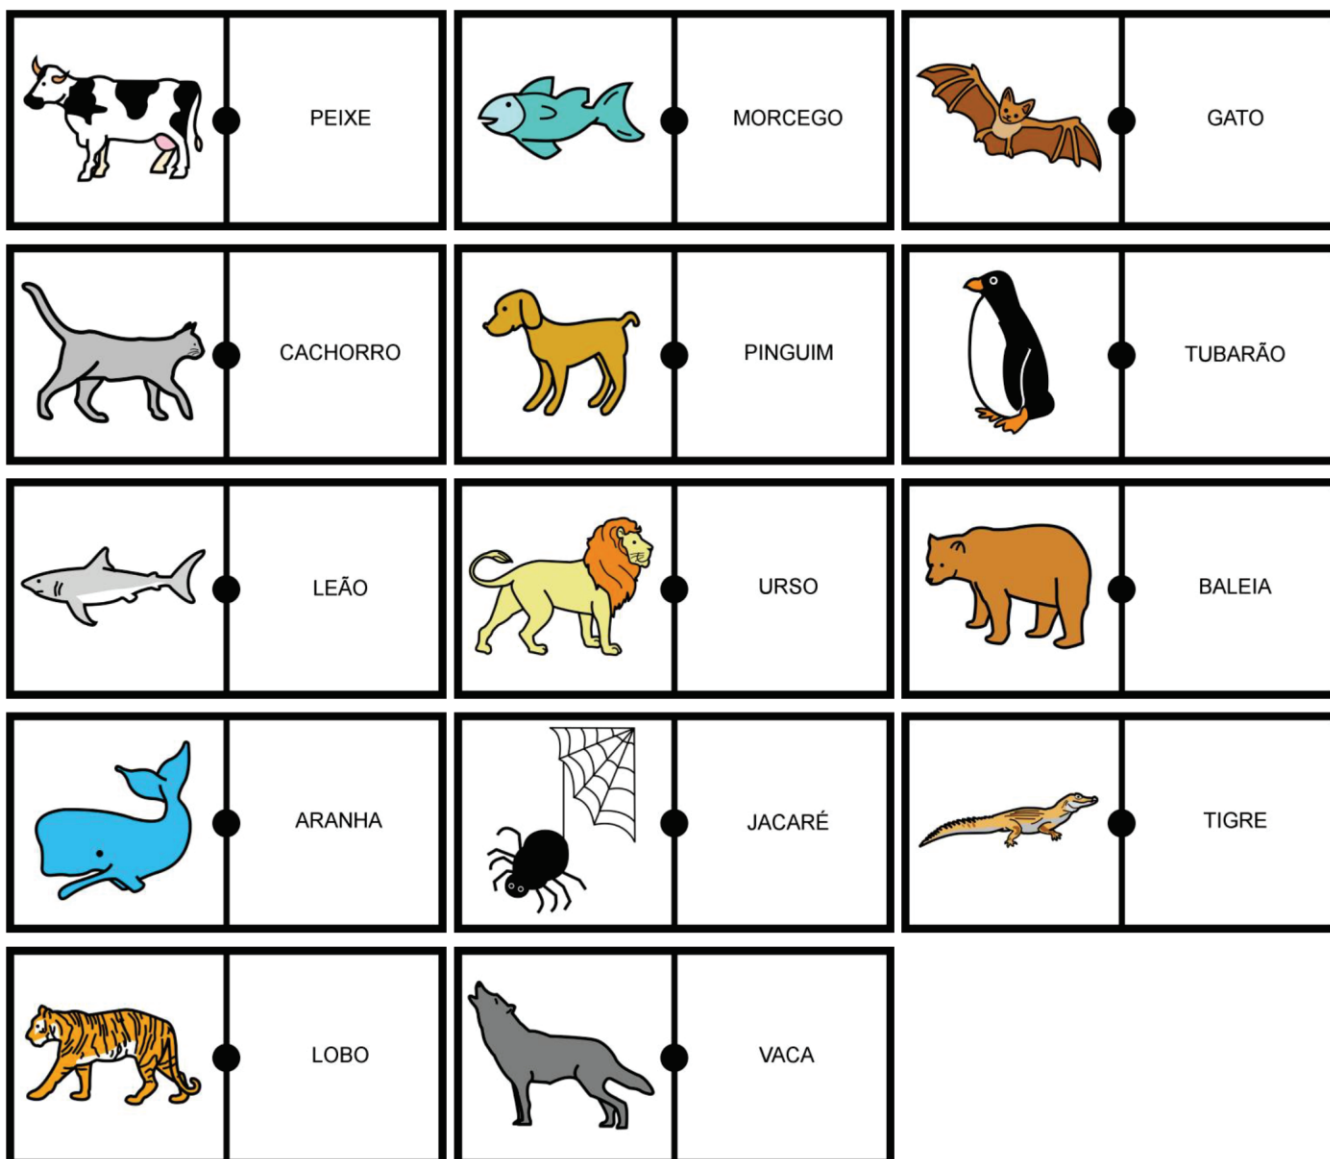 PEIXE
MORCEGO
GATO
CACHORRO
PINGUIM
TUBARÃO
LEÃO
URSO
BALEIA
ARANHA
JACARÉ
TIGRE
LOBO
VACA